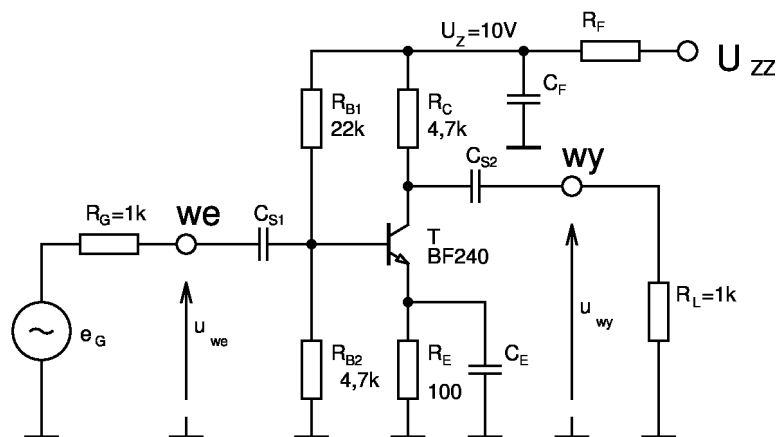 U_Z=10V
R_F
U_ZZ
C_F
R_B1
22k
R_C
4,7k
C_S2
wy
R_G=1k
we
C_S1
T
BF240
e_G
u_we
R_B2
4,7k
R_E
100
C_E
u_wy
R_L=1k